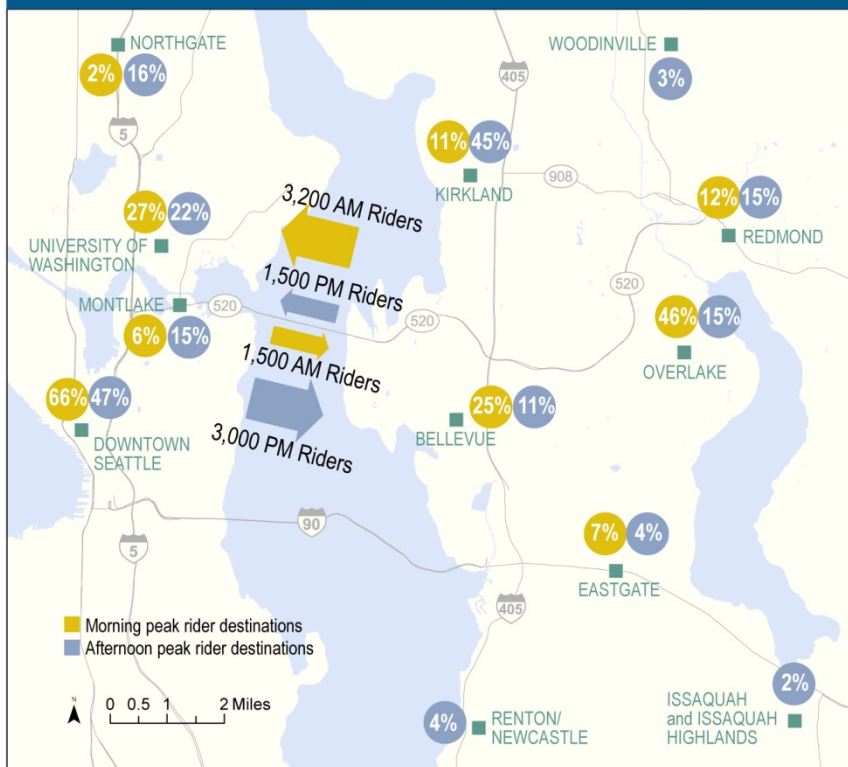 NORTHGATE
2% 16%
5
WOODINVILLE
3%
405
11% 45%
KIRKLAND
908
12% 15%
REDMOND
3,200 AM Riders
27% 22%
UNIVERSITY OF
WASHINGTON
1,500 PM Riders
MONTLAKE
520
520
520
6% 15%
1,500 AM Riders
46% 15%
OVERLAKE
66% 47%
DOWNTOWN
SEATTLE
3,000 PM Riders
25% 11%
BELLEVUE
90
5
7% 4%
EASTGATE
405
Morning peak rider destinations
Afternoon peak rider destinations
N
0 0.5 1 2 Miles
4%
RENTON/
NEWCASTLE
2%
ISSAQUAH
and ISSAQUAH
HIGHLANDS